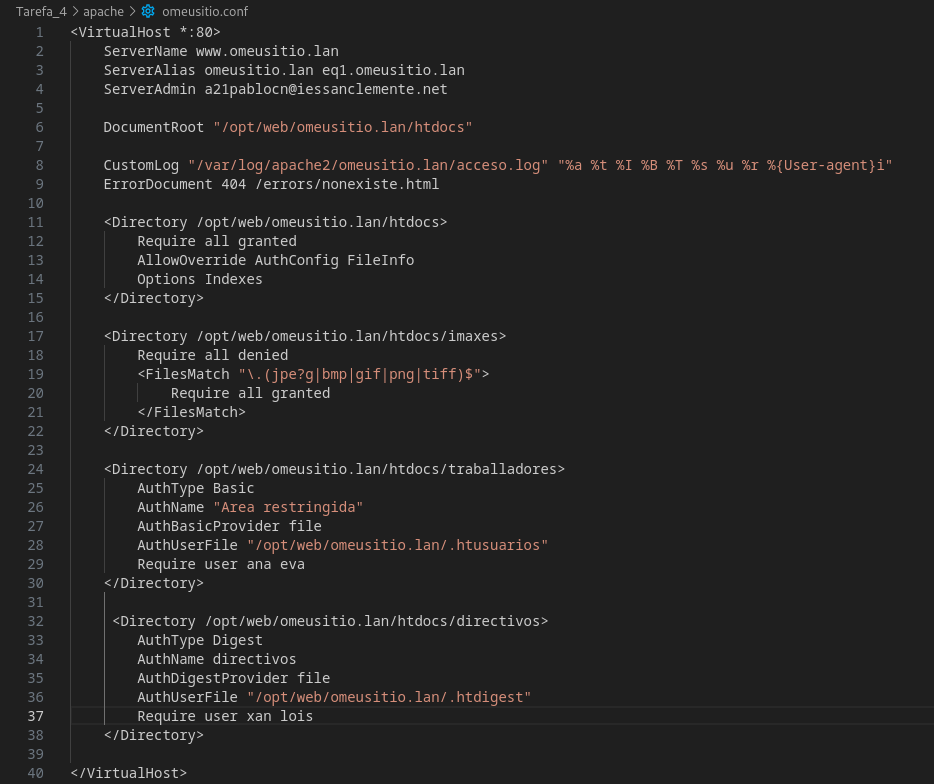 Tarefa_4 > apache > omeusitio.conf
1 <VirtualHost *:80>
2     ServerName www.omeusitio.lan
3     ServerAlias omeusitio.lan eq1.omeusitio.lan
4     ServerAdmin a21pablocn@iessanclemente.net
5
6     DocumentRoot "/opt/web/omeusitio.lan/htdocs"
7
8     CustomLog "/var/log/apache2/omeusitio.lan/acceso.log" "%a %t %I %B %T %s %u %r %{User-agent}i"
9     ErrorDocument 404 /errors/nonexiste.html
10
11     <Directory /opt/web/omeusitio.lan/htdocs>
12         Require all granted
13         AllowOverride AuthConfig FileInfo
14         Options Indexes
15     </Directory>
16
17     <Directory /opt/web/omeusitio.lan/htdocs/imaxes>
18         Require all denied
19         <FilesMatch "\.(jpe?g|bmp|gif|png|tiff)$">
20             Require all granted
21         </FilesMatch>
22     </Directory>
23
24     <Directory /opt/web/omeusitio.lan/htdocs/traballadores>
25         AuthType Basic
26         AuthName "Area restringida"
27         AuthBasicProvider file
28         AuthUserFile "/opt/web/omeusitio.lan/.htusuarios"
29         Require user ana eva
30     </Directory>
31
32      <Directory /opt/web/omeusitio.lan/htdocs/directivos>
33         AuthType Digest
34         AuthName directivos
35         AuthDigestProvider file
36         AuthUserFile "/opt/web/omeusitio.lan/.htdigest"
37         Require user xan lois
38     </Directory>
39
40 </VirtualHost>